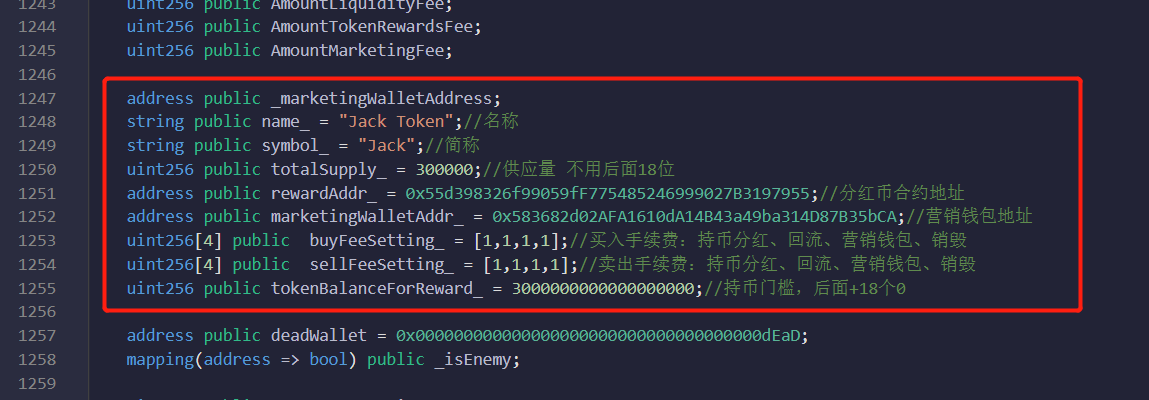 1243 uint256 public AmountLiquidityFee;
1244 uint256 public AmountTokenRewardsFee;
1245 uint256 public AmountMarketingFee;
1246
1247 address public _marketingWalletAddress;
1248 string public name_ = "Jack Token";//名称
1249 string public symbol_ = "Jack";//简称
1250 uint256 public totalSupply_ = 300000;//供应量 不用后面18位
1251 address public rewardAddr_ = 0x55d398326f99059fF775485246999027B3197955;//分红币合约地址
1252 address public marketingWalletAddr_ = 0x583682d02AFA1610dA14B43a49ba314D87B35bCA;//营销钱包地址
1253 uint256[4] public  buyFeeSetting_ = [1,1,1,1];//买入手续费: 持币分红、回流、营销钱包、销毁
1254 uint256[4] public  sellFeeSetting_ = [1,1,1,1];//卖出手续费: 持币分红、回流、营销钱包、销毁
1255 uint256 public tokenBalanceForReward_ = 3000000000000000000;//持币门槛，后面+18个0
1256
1257 address public deadWallet = 0x000000000000000000000000000000000000dEaD;
1258 mapping(address => bool) public _isEnemy;
1259